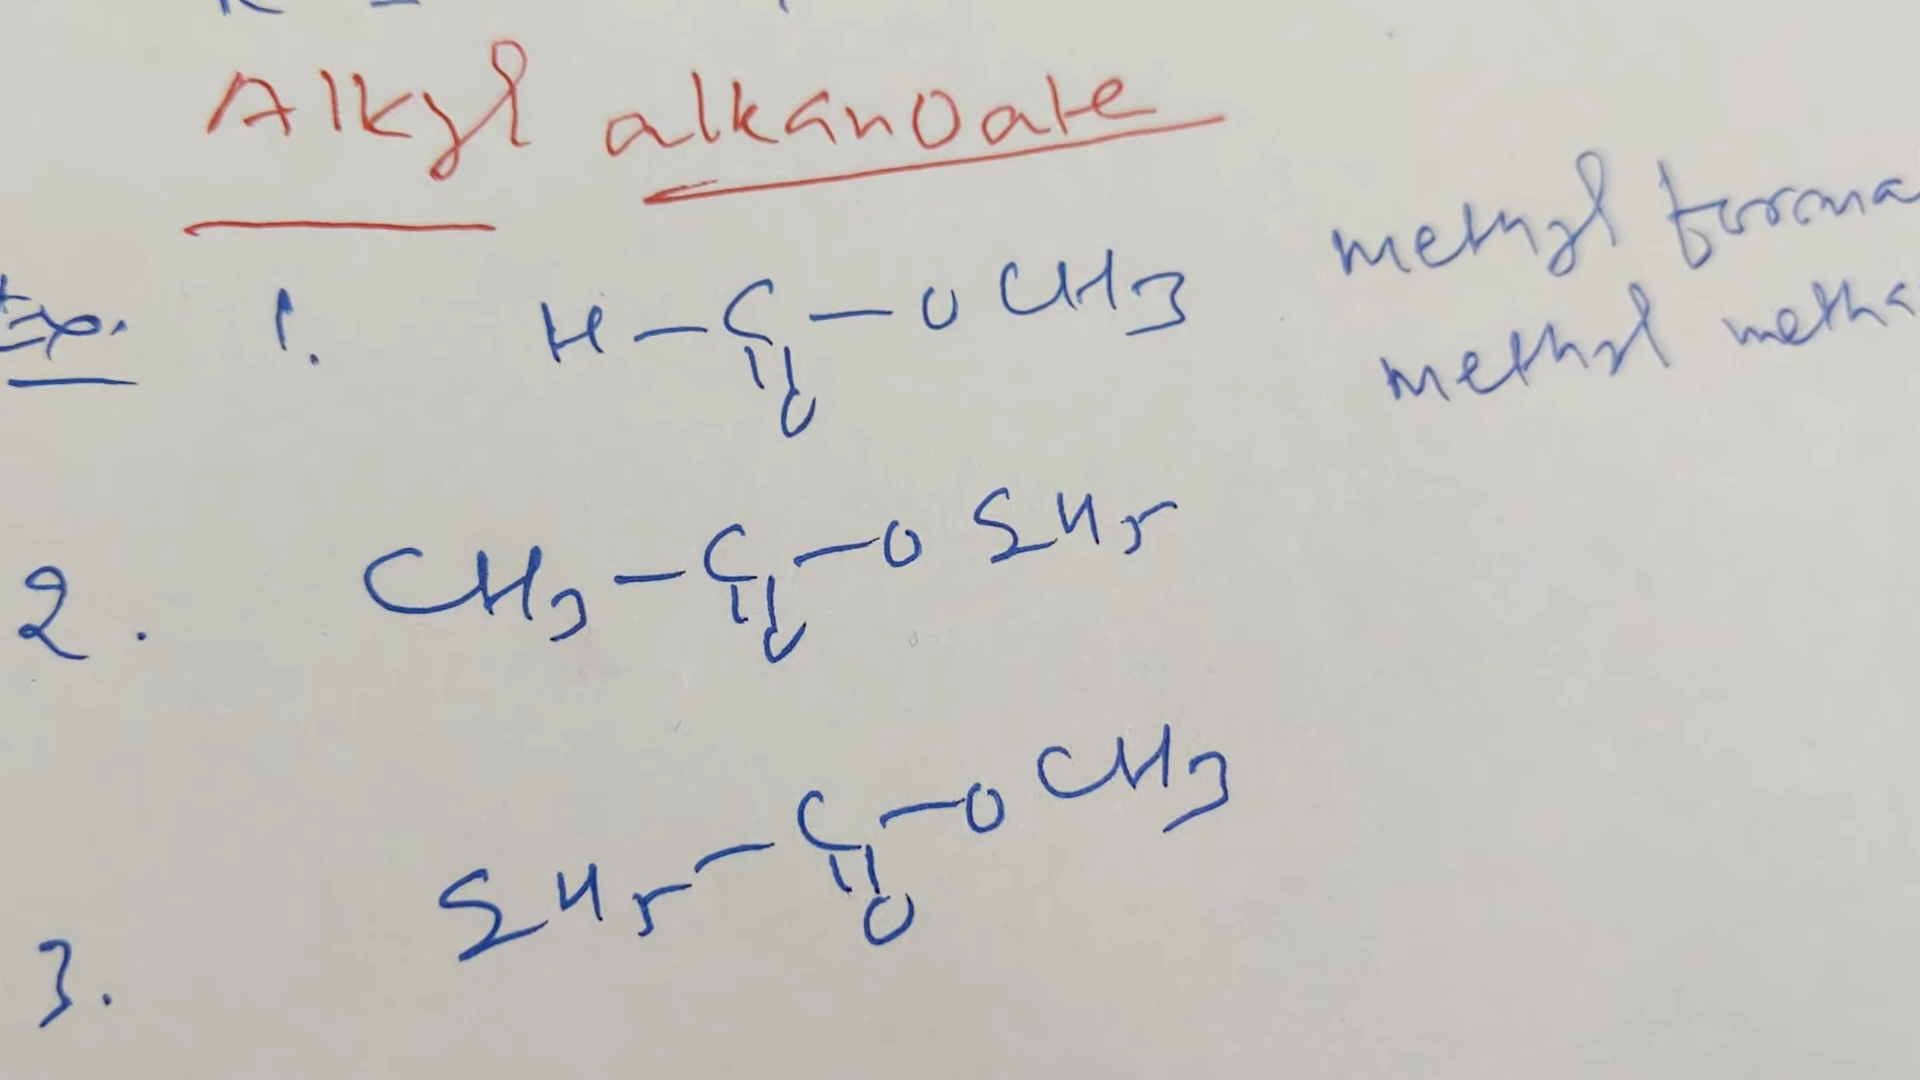 Alkyl alkanoate
Ex. 1. H—C—OCH3 methyl forma
O methyl metha
2. CH3—C—OC2H5
O
3. C2H5—C—OCH3
O